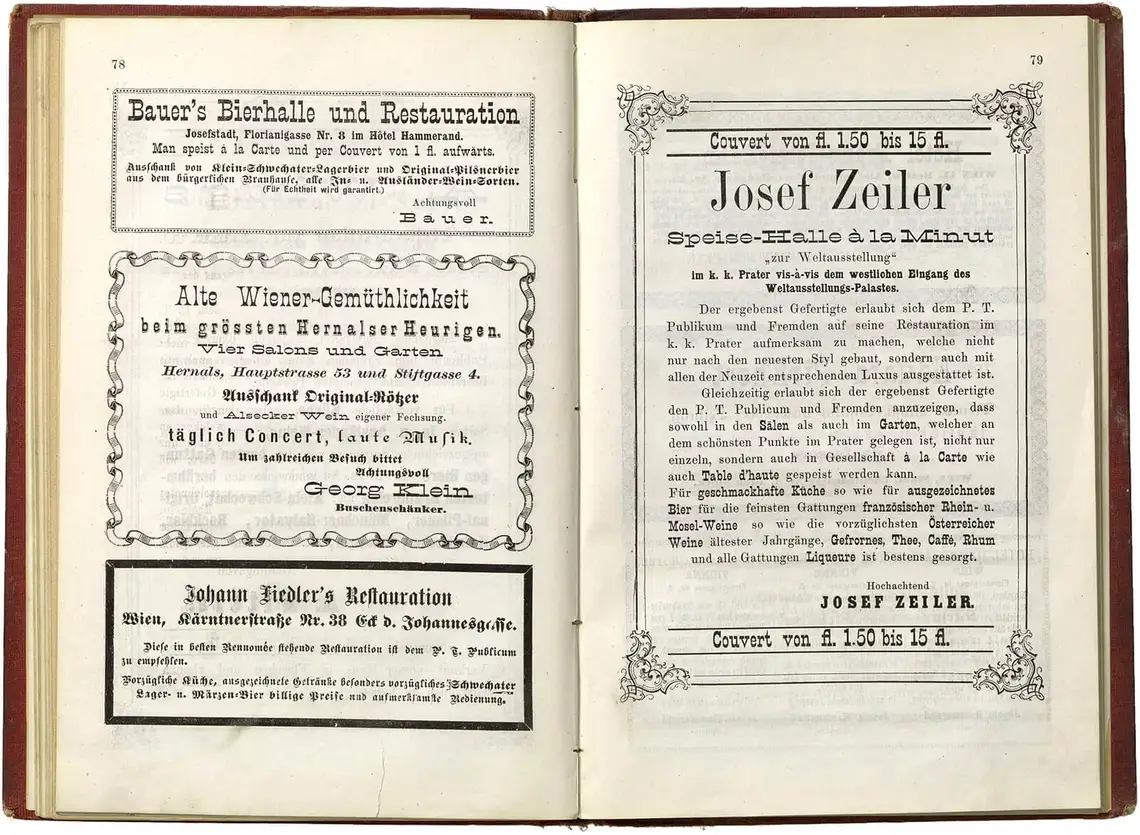 78
Bauer's Bierhalle und Restauration
Josefstadt, Florianigasse Nr. 8 im Hôtel Hammerand.
Man speist á la Carte und per Couvert von 1 fl. aufwärts.
Ausschank von Klein-Schwechater-Lagerbier und Original-Pilsnerbier
aus dem bürgerlichen Brauhause, alle In- u. Ausländer-Wein-Sorten.
(Für Echtheit wird garantirt.)
Achtungsvoll
Bauer.
Alte Wiener-Gemüthlichkeit
beim grössten Hernalser Heurigen.
Vier Salons und Garten
Hernals, Hauptstrasse 53 und Stiftgasse 4.
Ausschank Original-Rötzer
und Alsecker Wein eigener Fechsung.
täglich Concert, laute Musik.
Um zahlreichen Besuch bittet
Achtungsvoll
Georg Klein
Buschenschänker.
Johann Fiedler's Restauration
Wien, Kärntnerstraße Nr. 38 Eck d. Johannesgasse.
Diese in besten Rennomée stehende Restauration ist dem P. T. Publicum
zu empfehlen.
Vorzügliche Küche, ausgezeichnete Getränke besonders vorzügliches Schwechater
Lager- u. Märzen-Bier billige Preise und aufmerksamste Bedienung.
79
Couvert von fl. 1.50 bis 15 fl.
Josef Zeiler
Speise-Halle à la Minut
„zur Weltausstellung“
im k. k. Prater vis-à-vis dem westlichen Eingang des
Weltausstellungs-Palastes.
Der ergebenst Gefertigte erlaubt sich dem P. T.
Publikum und Fremden auf seine Restauration im
k. k. Prater aufmerksam zu machen, welche nicht
nur nach den neuesten Styl gebaut, sondern auch mit
allen der Neuzeit entsprechenden Luxus ausgestattet ist.
Gleichzeitig erlaubt sich der ergebenst Gefertigte
den P. T. Publicum und Fremden anzuzeigen, dass
sowohl in den Sälen als auch im Garten, welcher an
dem schönsten Punkte im Prater gelegen ist, nicht nur
einzeln, sondern auch in Gesellschaft à la Carte wie
auch Table d'haute gespeist werden kann.
Für geschmackhafte Küche so wie für ausgezeichnetes
Bier für die feinsten Gattungen französischer Rhein- u.
Mosel-Weine so wie die vorzüglichsten Österreicher
Weine ältester Jahrgänge, Gefrornes, Thee, Caffé, Rhum
und alle Gattungen Liqueure ist bestens gesorgt.
Hochachtend
JOSEF ZEILER.
Couvert von fl. 1.50 bis 15 fl.